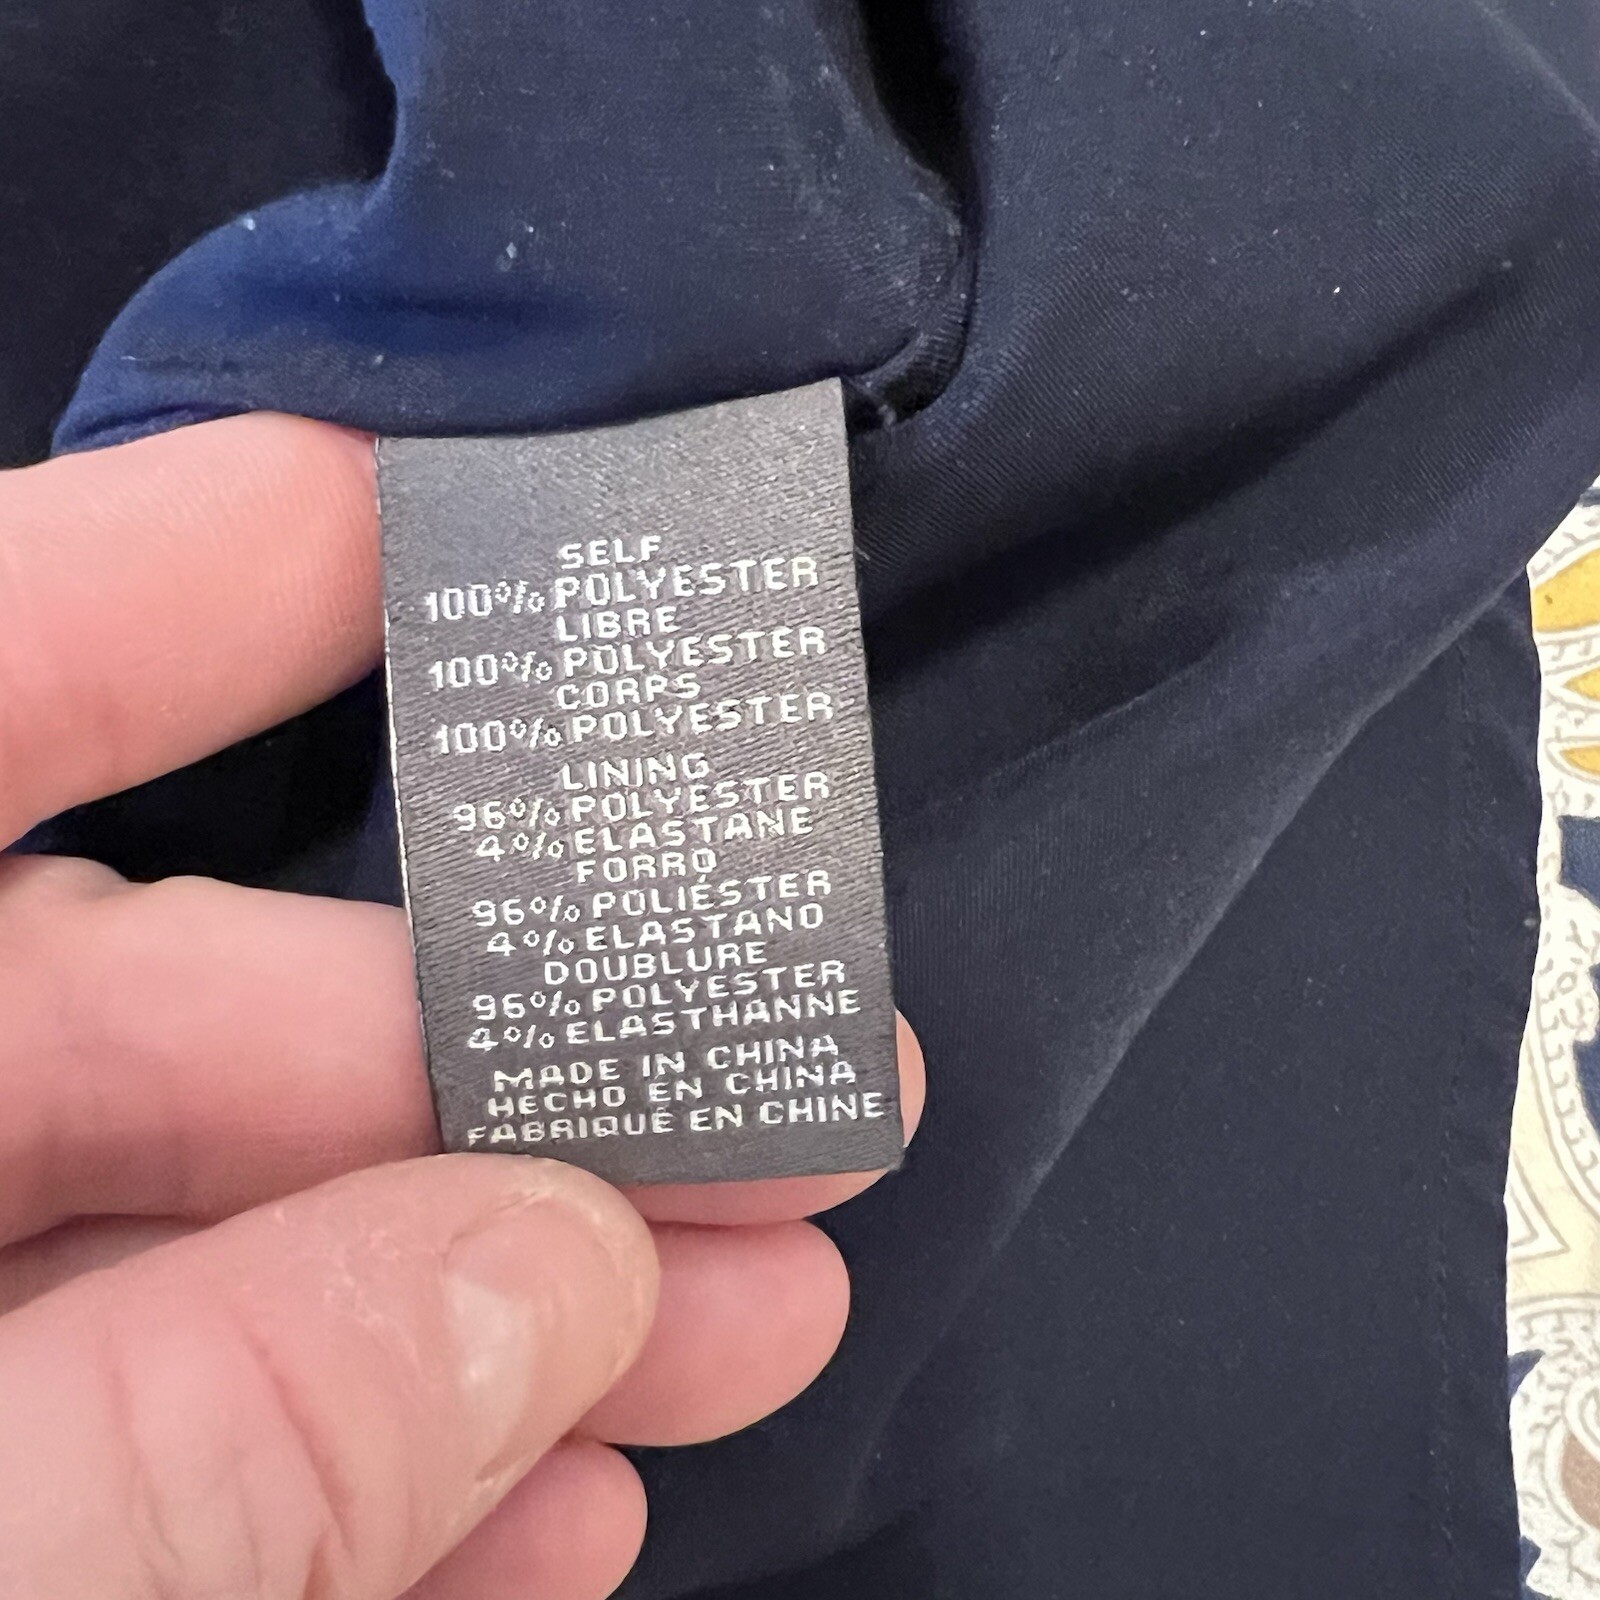 SELF
100% POLYESTER
LIBRE
100% POLYESTER
CORPS
100% POLYESTER
LINING
96% POLYESTER
4% ELASTANE
FORRO
96% POLIÉSTER
4% ELASTANO
DOUBLURE
96% POLYESTER
4% ELASTHANNE
MADE IN CHINA
HECHO EN CHINA
FABRIQUÉ EN CHINE